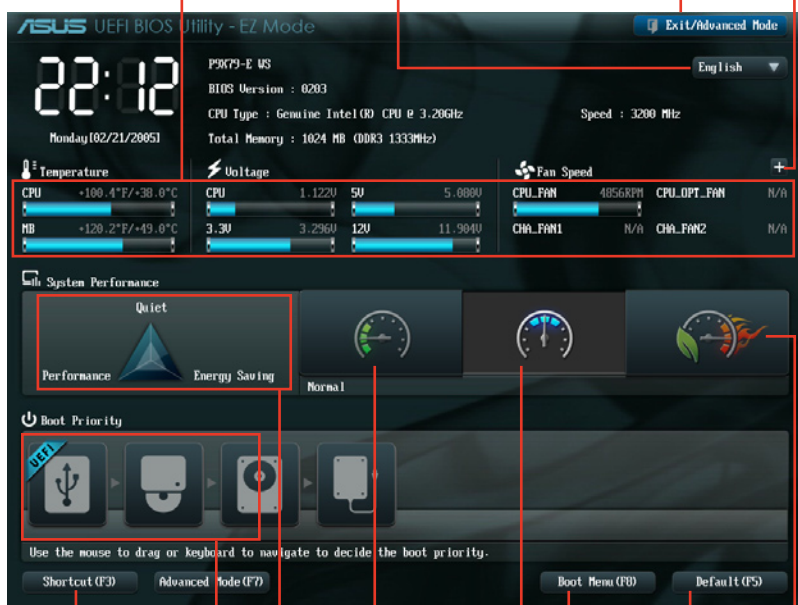 ASUS UEFI BIOS Utility - EZ Mode
Exit/Advanced Mode
22:12
Monday[02/21/2005]
P9X79-E WS
English
BIOS Version : 0203
CPU Type : Genuine Intel(R) CPU @ 3.20GHz
Speed : 3200 MHz
Total Memory : 1024 MB (DDR3 1333MHz)
Temperature
Voltage
Fan Speed
CPU +100.4°F/+38.0°C
CPU 1.122V 5V 5.080V
CPU_FAN 4856RPM CPU_OPT_FAN N/A
MB +120.2°F/+49.0°C
3.3V 3.296V 12V 11.904V
CHA_FAN1 N/A CHA_FAN2 N/A
System Performance
Quiet
Performance
Energy Saving
Normal
Boot Priority
UEFI
Use the mouse to drag or keyboard to navigate to decide the boot priority.
Shortcut(F3)
Advanced Mode(F7)
Boot Menu(F8)
Default(F5)